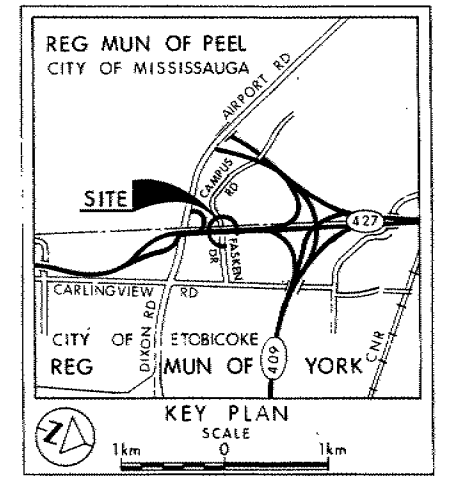 REG MUN OF PEEL
CITY OF MISSISSAUGA
AIRPORT RD
CAMPUS RD
SITE
427
FASKEN DR
CARLINGVIEW RD
DIXON RD
CITY OF ETOBICOKE
REG MUN OF YORK
409
CNR
KEY PLAN
SCALE
1km 0 1km
N